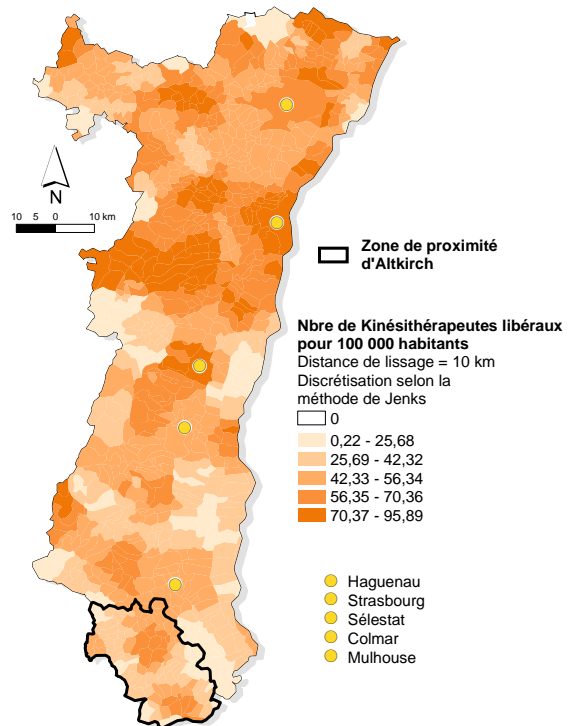 N
10 5 0 10 km
Zone de proximité
d'Altkirch
Nbre de Kinésithérapeutes libéraux
pour 100 000 habitants
Distance de lissage = 10 km
Discrétisation selon la
méthode de Jenks
0
0,22 - 25,68
25,69 - 42,32
42,33 - 56,34
56,35 - 70,36
70,37 - 95,89
Haguenau
Strasbourg
Sélestat
Colmar
Mulhouse